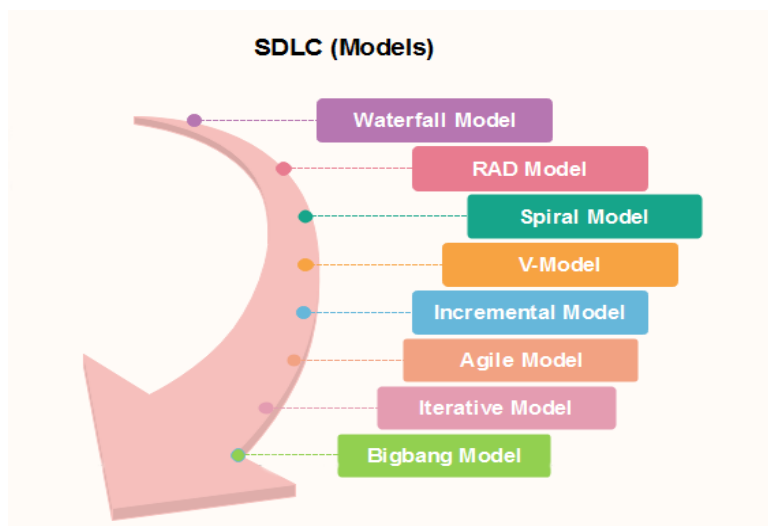 SDLC (Models)
Waterfall Model
RAD Model
Spiral Model
V-Model
Incremental Model
Agile Model
Iterative Model
Bigbang Model